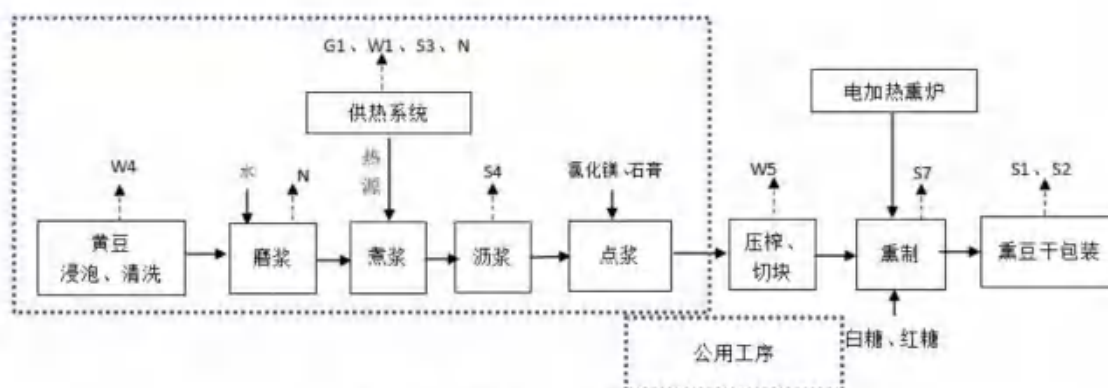 G1、W1、S3、N
供热系统
电加热熏炉
W4
水
N
热
源
S4
氯化镁、石膏
W5
S7
S1、S2
黄豆
浸泡、清洗
磨浆
煮浆
沥浆
点浆
压榨、
切块
熏制
熏豆干包装
白糖、红糖
公用工序